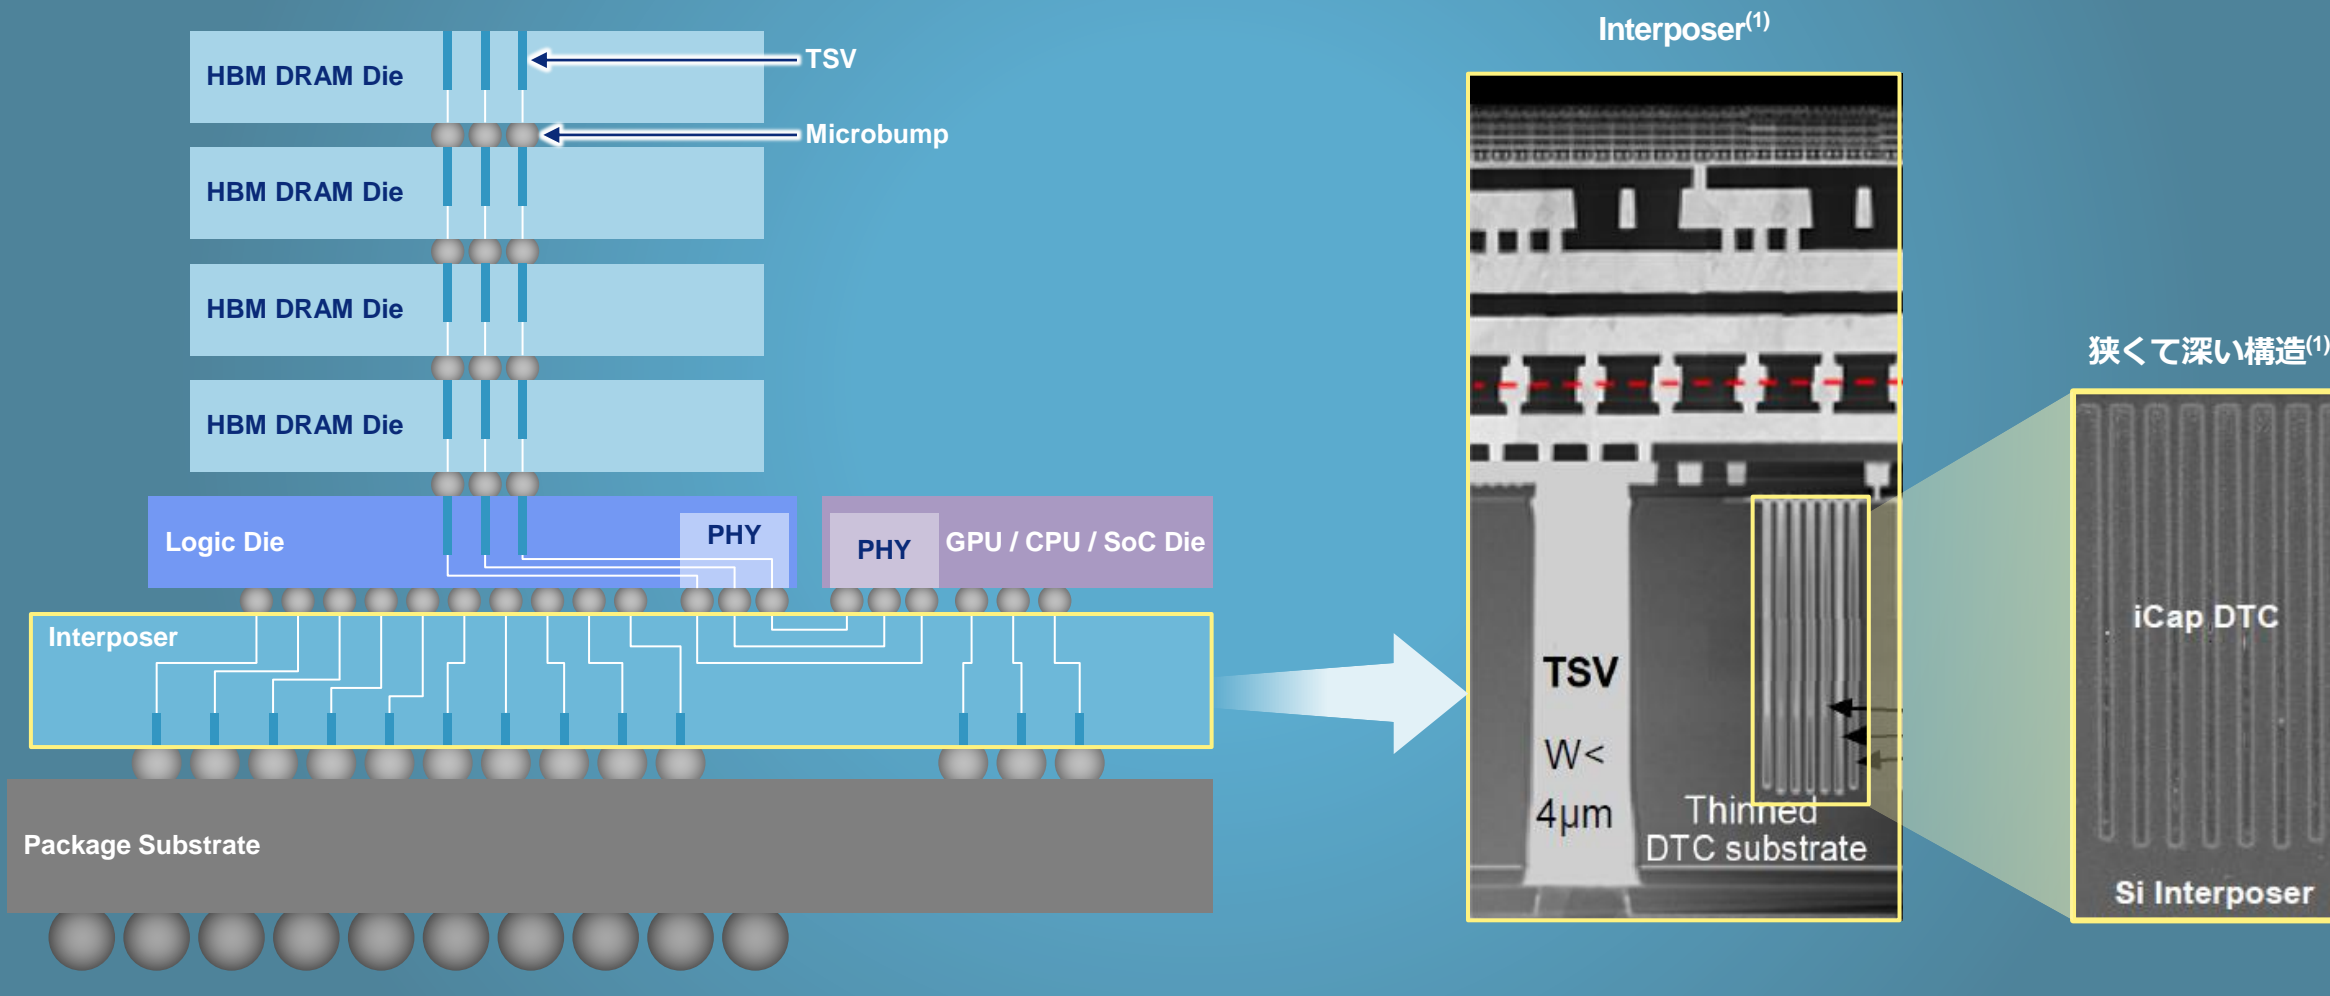 HBM DRAM Die
TSV
Microbump
HBM DRAM Die
HBM DRAM Die
HBM DRAM Die
Logic Die
PHY
PHY
GPU / CPU / SoC Die
Interposer
Package Substrate
Interposer(1)
TSV
W<
4μm
Thinned
DTC substrate
狭くて深い構造(1)
iCap DTC
Si Interposer